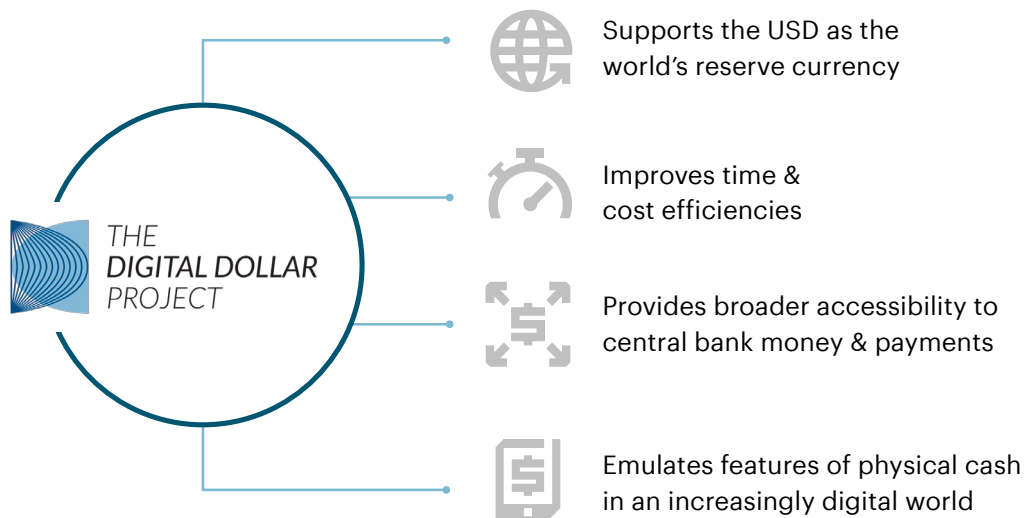 Supports the USD as the
world’s reserve currency
Improves time &
cost efficiencies
THE
DIGITAL DOLLAR
PROJECT
Provides broader accessibility to
central bank money & payments
Emulates features of physical cash
in an increasingly digital world